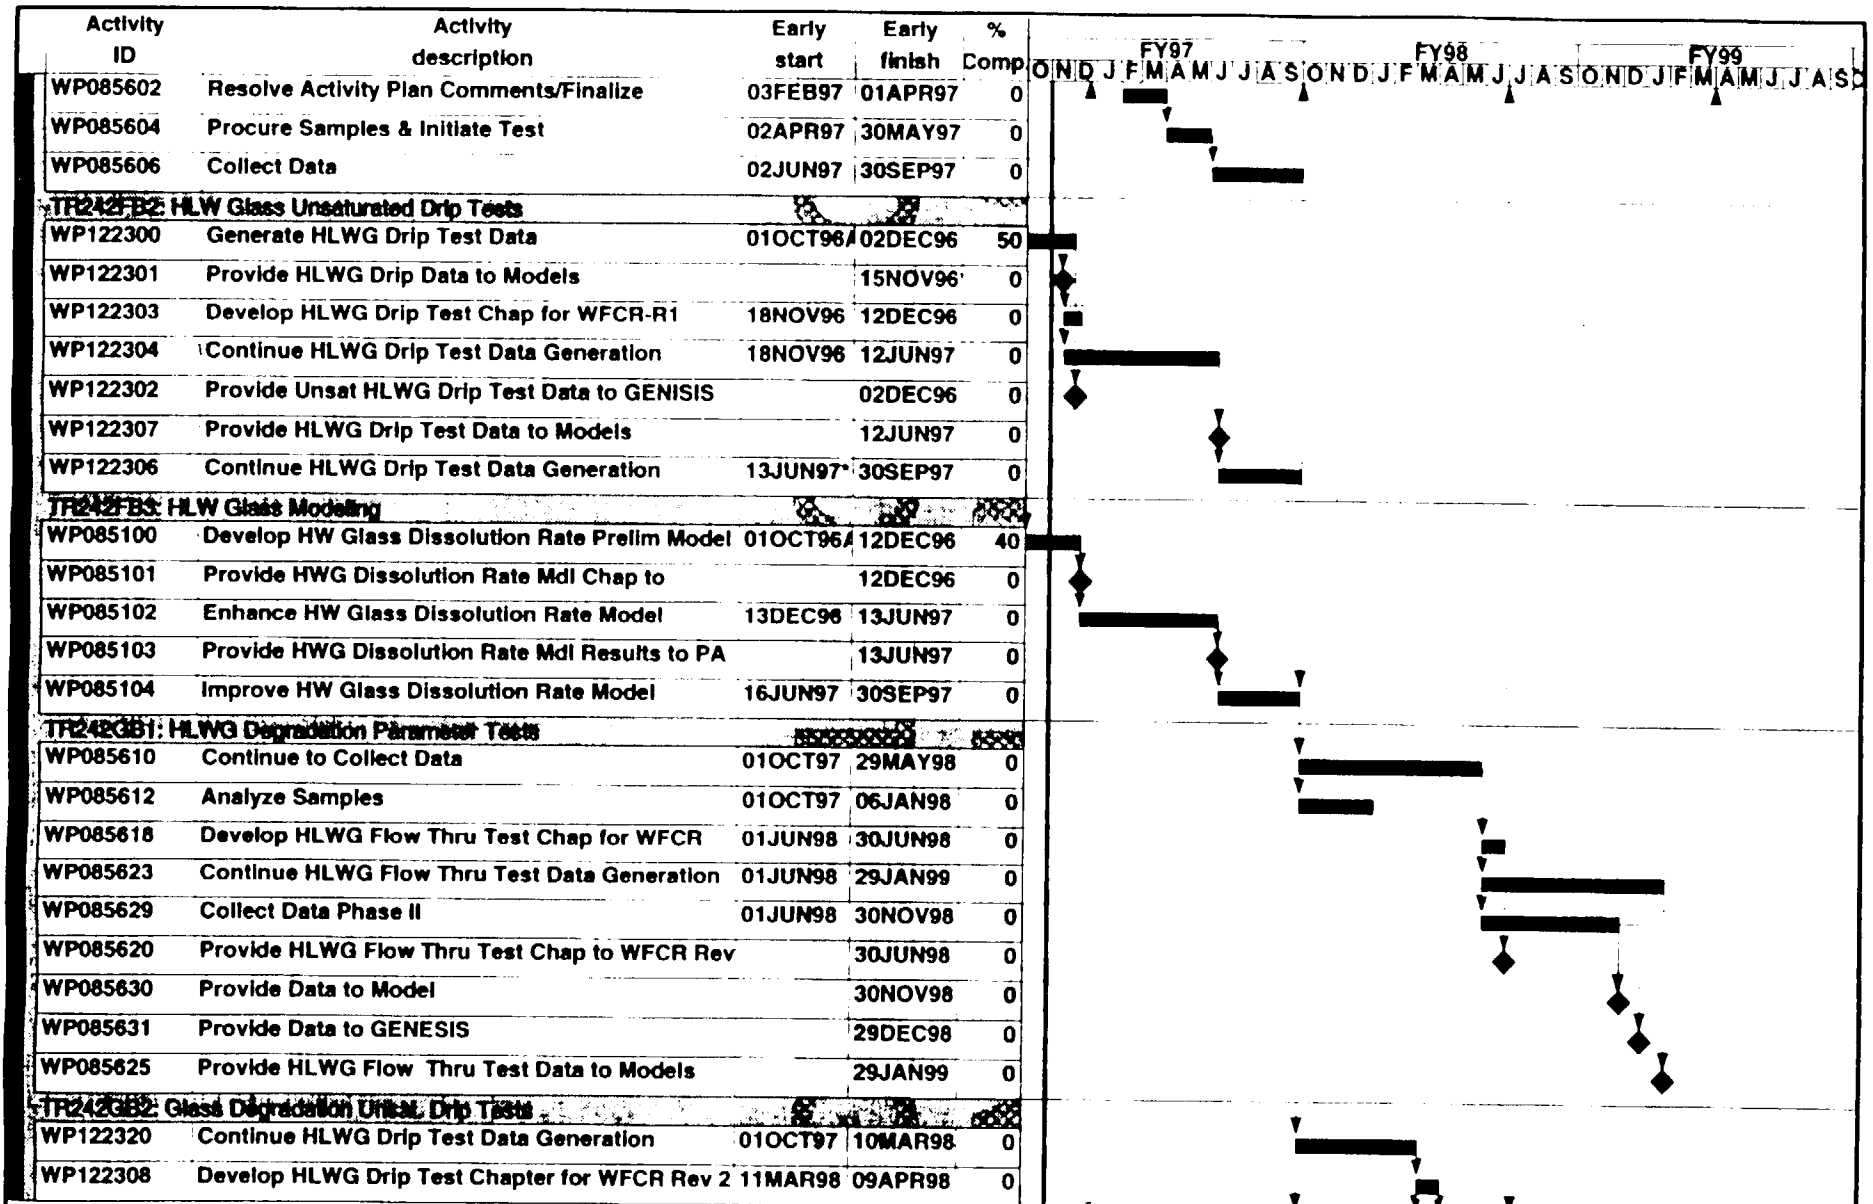 Activity ID Activity description Early start Early finish % Comp
FY97 FY98 FY99
O N D J F M A M J J A S O N D J F M A M J J A S O N D J F M A M J J A S O
WP085602 Resolve Activity Plan Comments/Finalize 03FEB97 01APR97 0
WP085604 Procure Samples & Initiate Test 02APR97 30MAY97 0
WP085606 Collect Data 02JUN97 30SEP97 0
TR242FB2: HLW Glass Unsaturated Drip Tests
WP122300 Generate HLWG Drip Test Data 01OCT96A 02DEC96 50
WP122301 Provide HLWG Drip Data to Models 15NOV96* 0
WP122303 Develop HLWG Drip Test Chap for WFCR-R1 18NOV96 12DEC96 0
WP122304 Continue HLWG Drip Test Data Generation 18NOV96 12JUN97 0
WP122302 Provide Unsat HLWG Drip Test Data to GENISIS 02DEC96 0
WP122307 Provide HLWG Drip Test Data to Models 12JUN97 0
WP122306 Continue HLWG Drip Test Data Generation 13JUN97* 30SEP97 0
TR242FB3: HLW Glass Modeling
WP085100 Develop HW Glass Dissolution Rate Prelim Model 01OCT96A 12DEC96 40
WP085101 Provide HWG Dissolution Rate Mdl Chap to 12DEC96 0
WP085102 Enhance HW Glass Dissolution Rate Model 13DEC96 13JUN97 0
WP085103 Provide HWG Dissolution Rate Mdl Results to PA 13JUN97 0
WP085104 Improve HW Glass Dissolution Rate Model 16JUN97 30SEP97 0
TR242GB1: HLWG Degradation Parameter Tests
WP085610 Continue to Collect Data 01OCT97 29MAY98 0
WP085612 Analyze Samples 01OCT97 06JAN98 0
WP085618 Develop HLWG Flow Thru Test Chap for WFCR 01JUN98 30JUN98 0
WP085623 Continue HLWG Flow Thru Test Data Generation 01JUN98 29JAN99 0
WP085629 Collect Data Phase II 01JUN98 30NOV98 0
WP085620 Provide HLWG Flow Thru Test Chap to WFCR Rev 30JUN98 0
WP085630 Provide Data to Model 30NOV98 0
WP085631 Provide Data to GENESIS 29DEC98 0
WP085625 Provide HLWG Flow Thru Test Data to Models 29JAN99 0
TR242GB2: Glass Degradation Unsat. Drip Tests
WP122320 Continue HLWG Drip Test Data Generation 01OCT97 10MAR98 0
WP122308 Develop HLWG Drip Test Chapter for WFCR Rev 2 11MAR98 09APR98 0